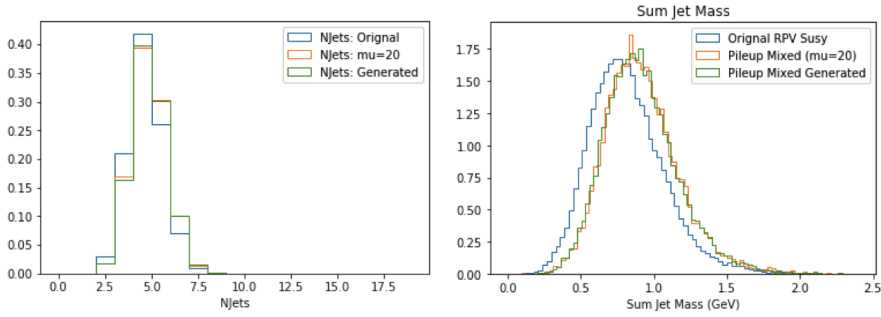 NJets: Orignal
NJets: mu=20
NJets: Generated
0.40
0.35
0.30
0.25
0.20
0.15
0.10
0.05
0.00
0.0 2.5 5.0 7.5 10.0 12.5 15.0 17.5
NJets
Sum Jet Mass
Orignal RPV Susy
Pileup Mixed (mu=20)
Pileup Mixed Generated
1.75
1.50
1.25
1.00
0.75
0.50
0.25
0.00
0.0 0.5 1.0 1.5 2.0 2.5
Sum Jet Mass (GeV)